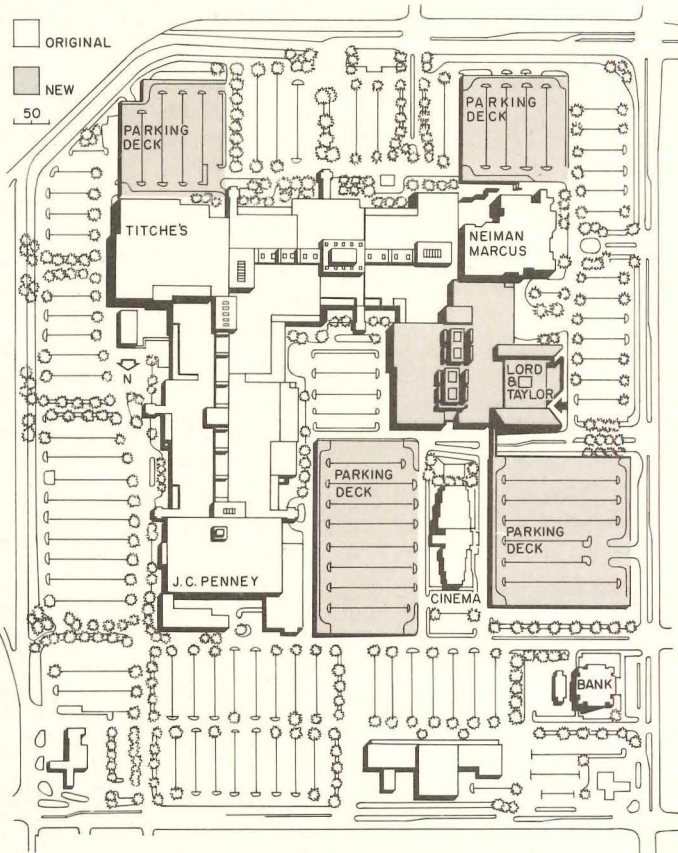 ORIGINAL
NEW
50
PARKING
DECK
PARKING
DECK
TITCHE'S
NEIMAN
MARCUS
N
LORD
&
TAYLOR
PARKING
DECK
PARKING
DECK
J.C. PENNEY
CINEMA
BANK